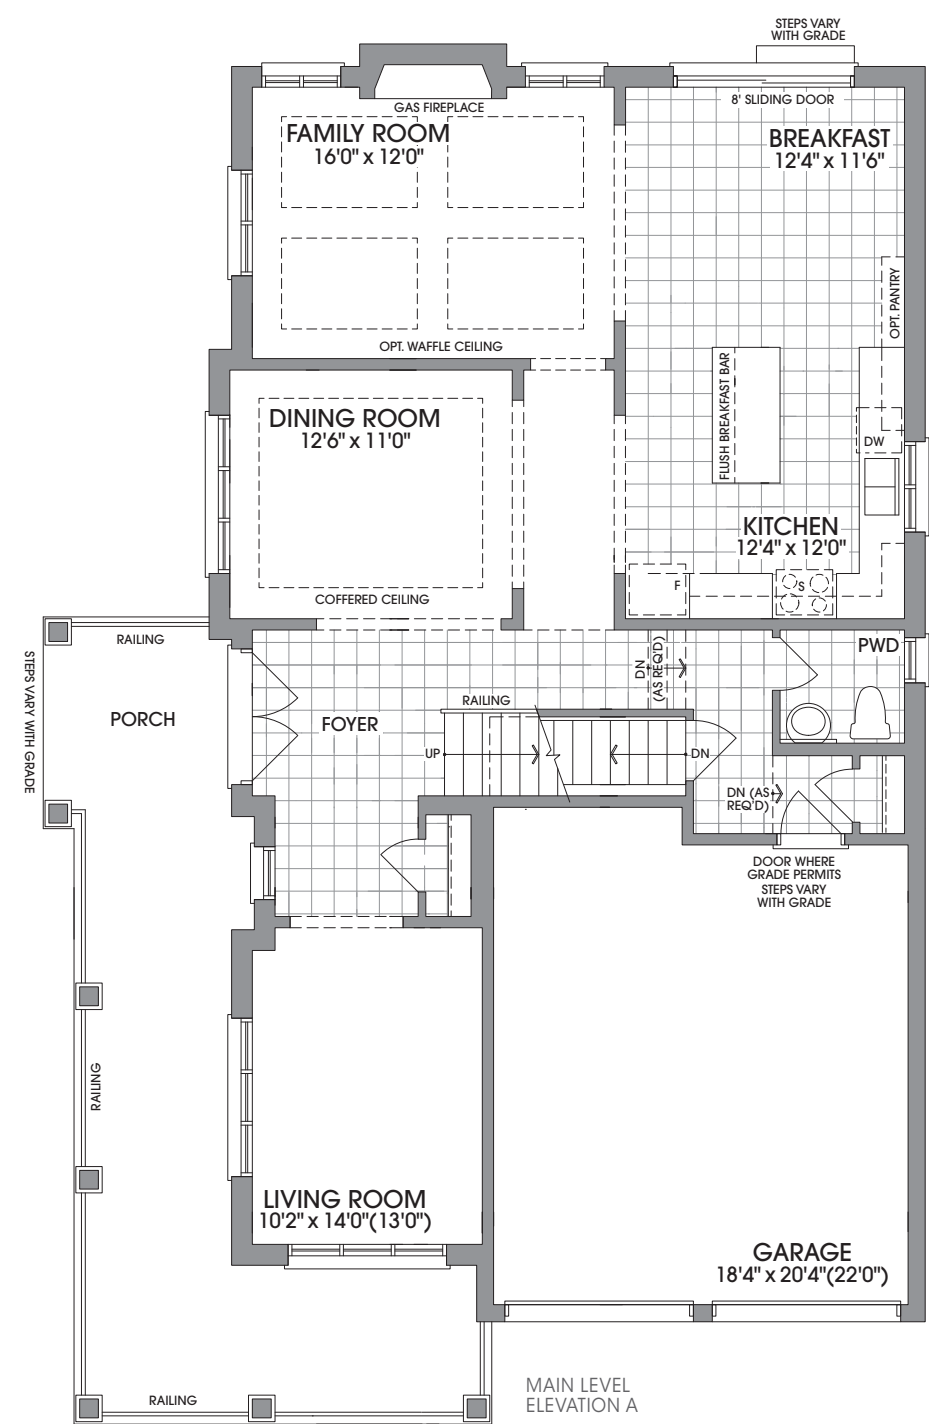 STEPS VARY
WITH GRADE
8' SLIDING DOOR
GAS FIREPLACE
FAMILY ROOM
16'0" x 12'0"
BREAKFAST
12'4" x 11'6"
OPT. PANTRY
OPT. WAFFLE CEILING
FLUSH BREAKFAST BAR
DINING ROOM
12'6" x 11'0"
DW
KITCHEN
12'4" x 12'0"
F
S
COFFERED CEILING
RAILING
STEPS VARY WITH GRADE
PORCH
FOYER
DN
(AS REQ'D)
PWD
RAILING
UP
DN
DN (AS
REQ'D)
DOOR WHERE
GRADE PERMITS
STEPS VARY
WITH GRADE
RAILING
LIVING ROOM
10'2" x 14'0"(13'0")
GARAGE
18'4" x 20'4"(22'0")
RAILING
MAIN LEVEL
ELEVATION A